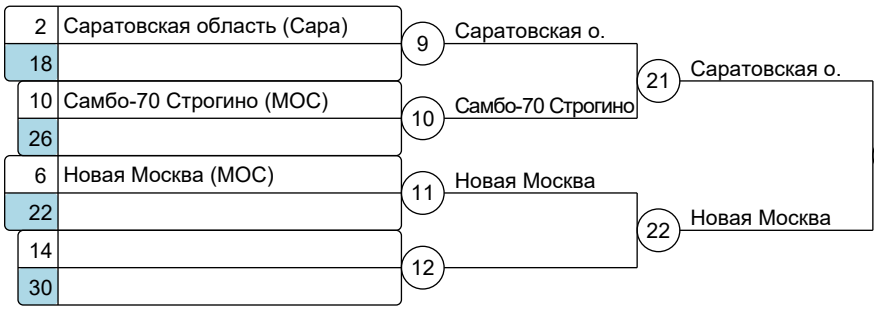 2 Саратовская область (Сара)
18
9 Саратовская о.
10 Самбо-70 Строгино (МОС)
26
10 Самбо-70 Строгино
21 Саратовская о.
6 Новая Москва (МОС)
22
11 Новая Москва
14
30
12
22 Новая Москва